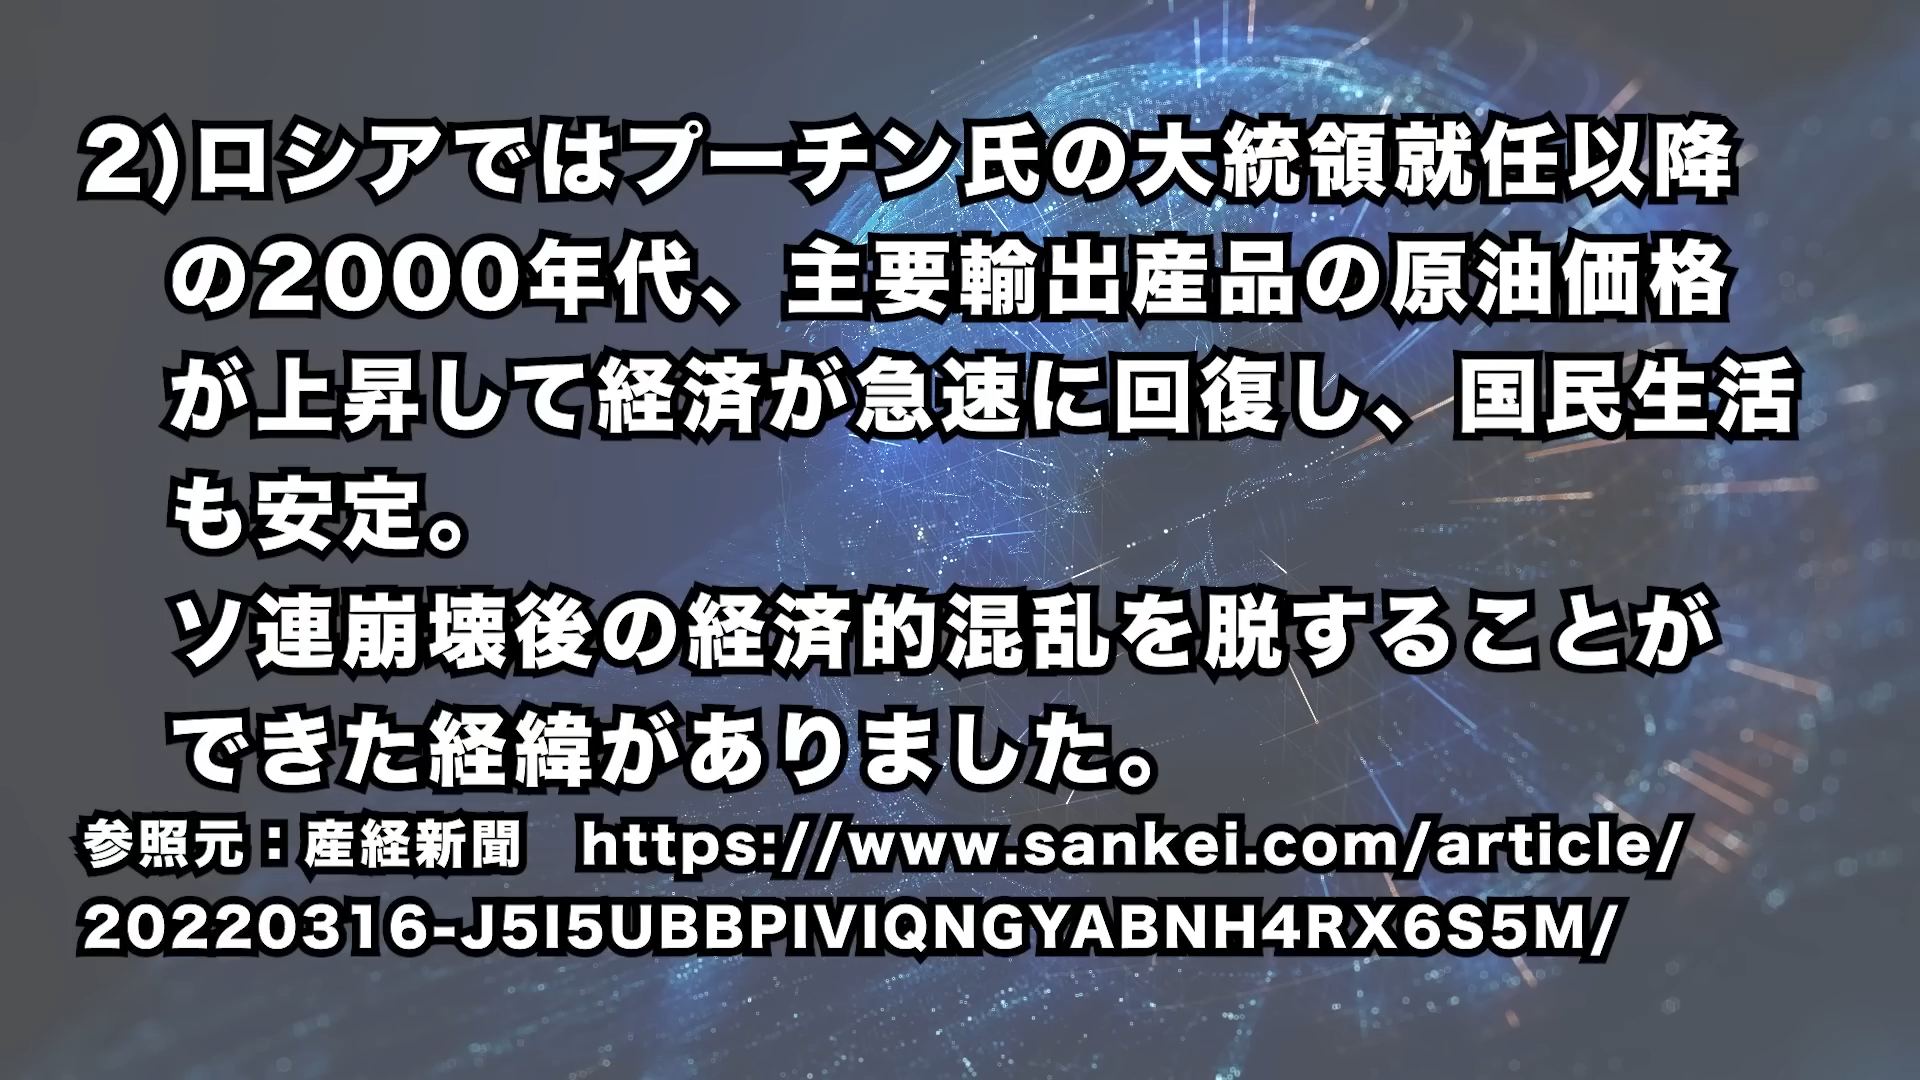 2)ロシアではプーチン氏の大統領就任以降
の2000年代、主要輸出産品の原油価格
が上昇して経済が急速に回復し、国民生活
も安定。
ソ連崩壊後の経済的混乱を脱することが
できた経緯がありました。
参照元：産経新聞　https://www.sankei.com/article/
20220316-J5I5UBBPIVIQNGYABNH4RX6S5M/